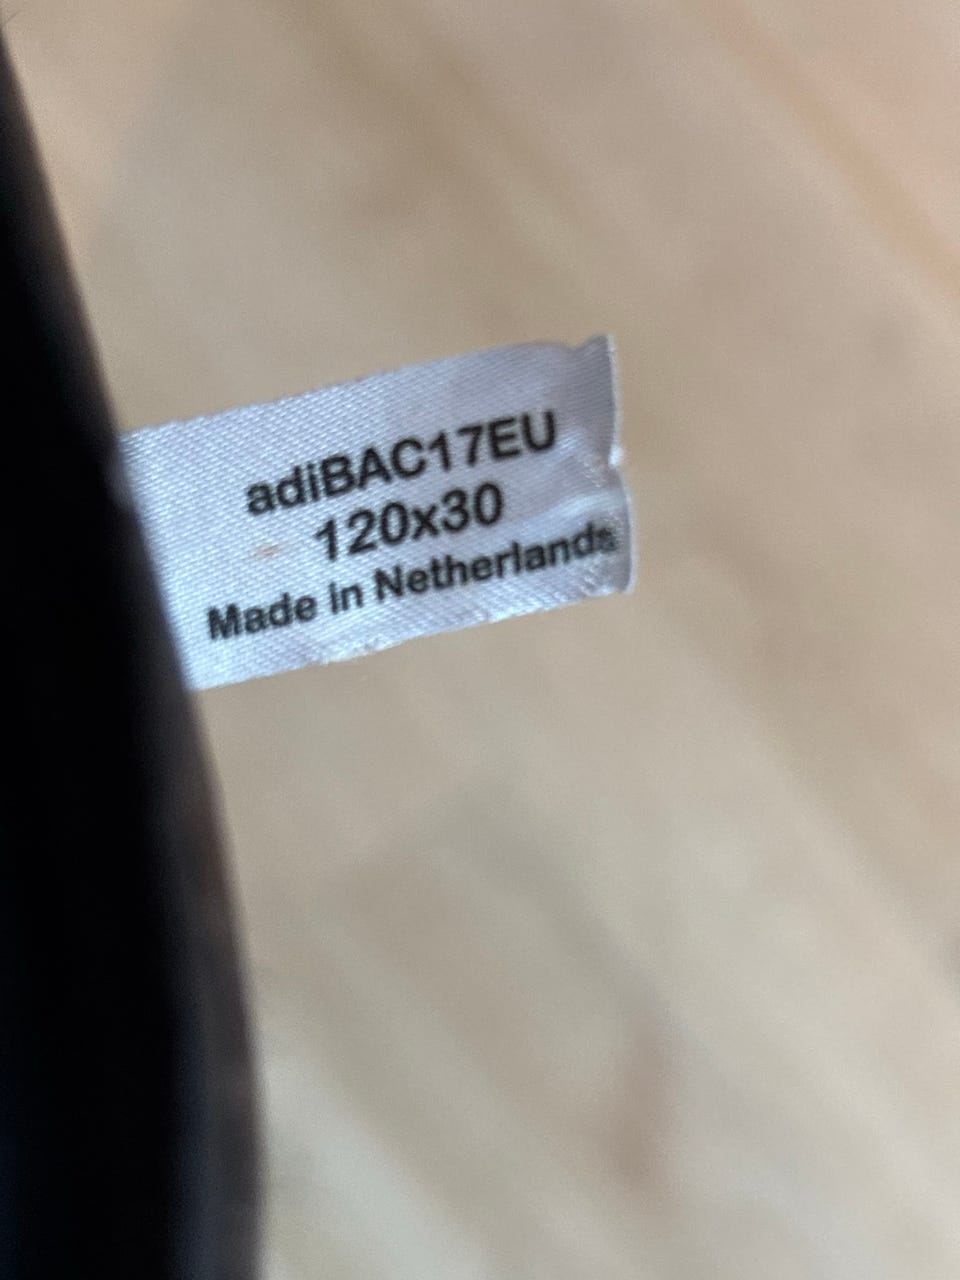 adiBAC17EU
120x30
Made in Netherlands